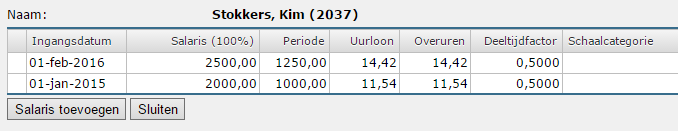 Naam: Stokkers, Kim (2037)
Ingangsdatum Salaris (100%) Periode Uurloon Overuren Deeltijdfactor Schaalcategorie
01-feb-2016 2500,00 1250,00 14,42 14,42 0,5000
01-jan-2015 2000,00 1000,00 11,54 11,54 0,5000
Salaris toevoegen Sluiten